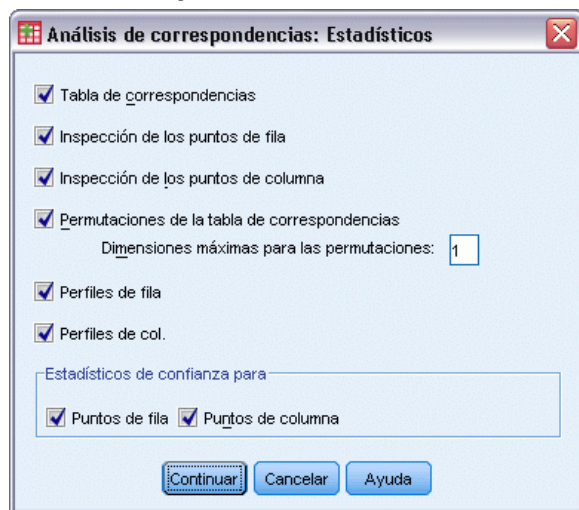 Análisis de correspondencias: Estadísticos
Tabla de correspondencias
Inspección de los puntos de fila
Inspección de los puntos de columna
Permutaciones de la tabla de correspondencias
Dimensiones máximas para las permutaciones: 1
Perfiles de fila
Perfiles de col.
Estadísticos de confianza para
Puntos de fila Puntos de columna
Continuar Cancelar Ayuda